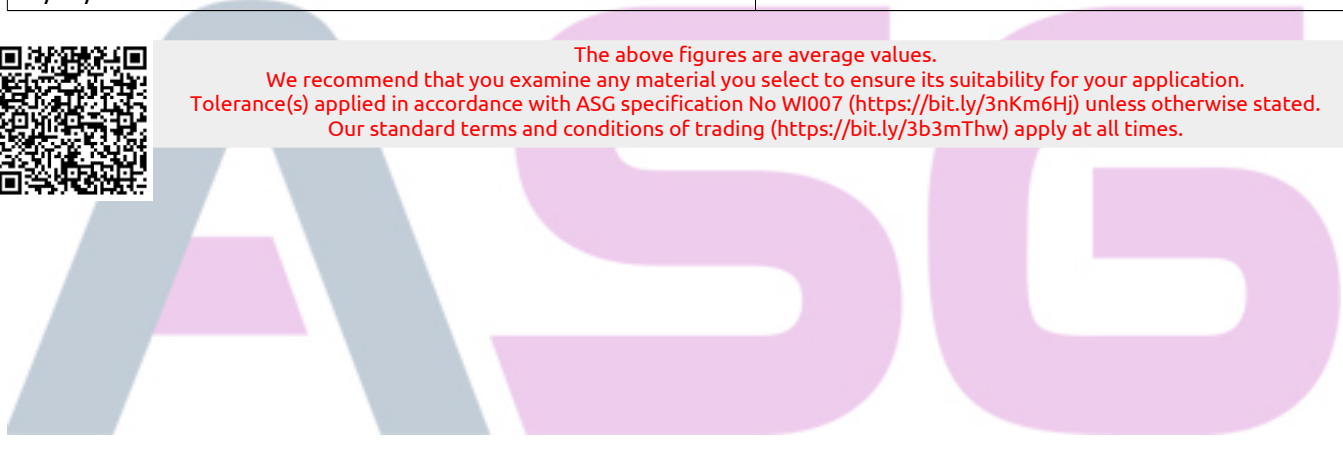 The above figures are average values.
We recommend that you examine any material you select to ensure its suitability for your application.
Tolerance(s) applied in accordance with ASG specification No WI007 (https://bit.ly/3nKm6Hj) unless otherwise stated.
Our standard terms and conditions of trading (https://bit.ly/3b3mThw) apply at all times.
ASG